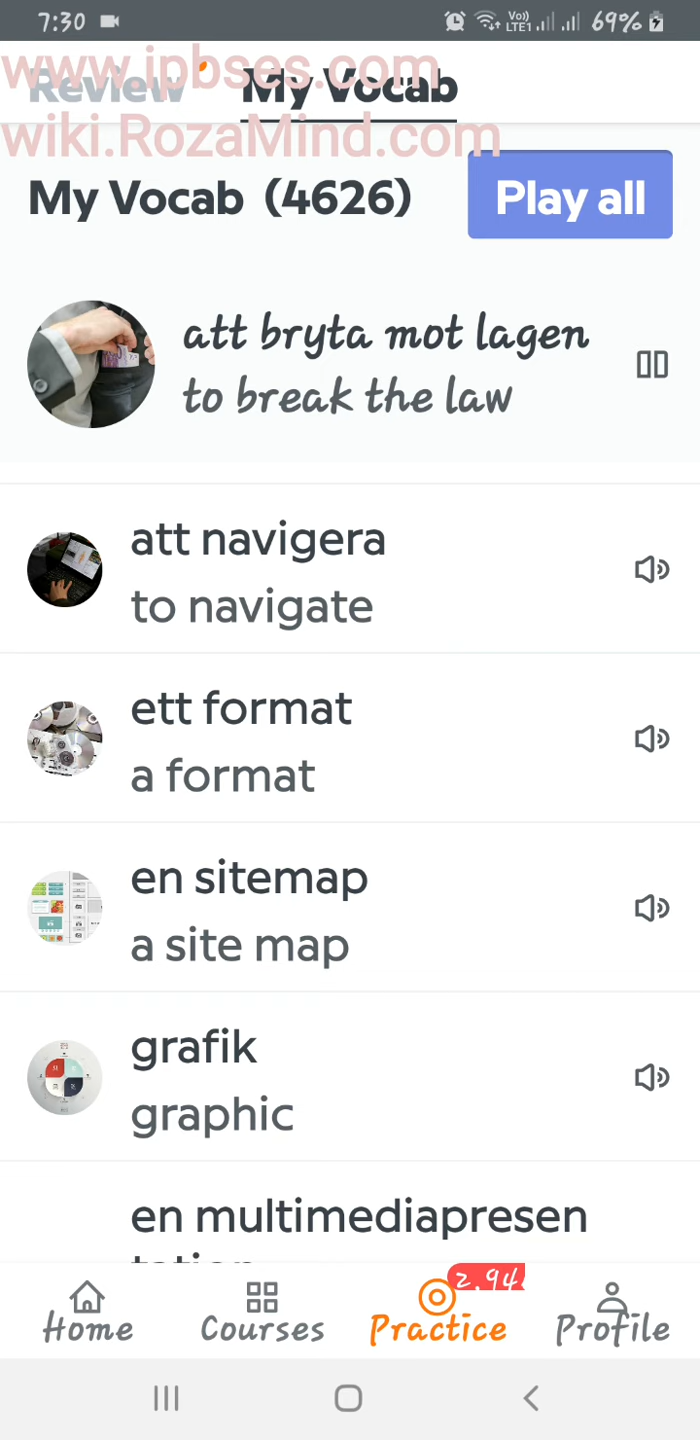 7:30 Vo)) LTE1 69%
www.ipbses.com
Review My Vocab
wiki.RozaMind.com
My Vocab (4626) Play all
att bryta mot lagen
to break the law
att navigera
to navigate
ett format
a format
en sitemap
a site map
grafik
graphic
en multimediapresen
2.94
Home Courses Practice Profile